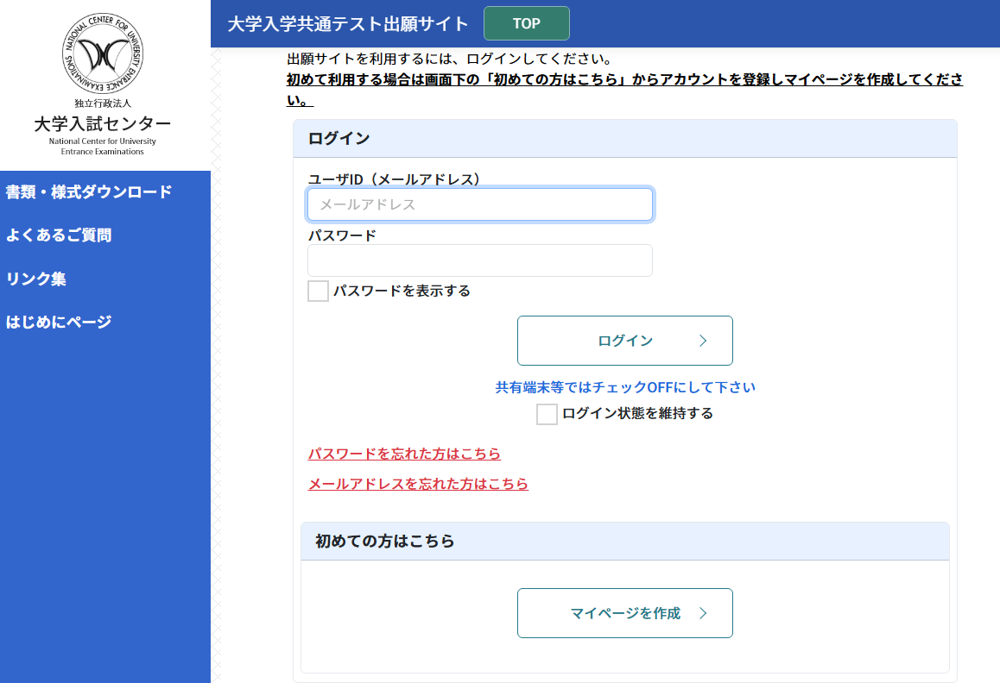 NATIONAL CENTER FOR UNIVERSITY ENTRANCE EXAMINATIONS
独立行政法人
大学入試センター
National Center for University
Entrance Examinations
書類・様式ダウンロード
よくあるご質問
リンク集
はじめにページ
大学入学共通テスト出願サイト
TOP
出願サイトを利用するには、ログインしてください。
初めて利用する場合は画面下の「初めての方はこちら」からアカウントを登録しマイページを作成してくださ
い。
ログイン
ユーザID（メールアドレス）
メールアドレス
パスワード
パスワードを表示する
ログイン
共有端末等ではチェックOFFにして下さい
ログイン状態を維持する
パスワードを忘れた方はこちら
メールアドレスを忘れた方はこちら
初めての方はこちら
マイページを作成